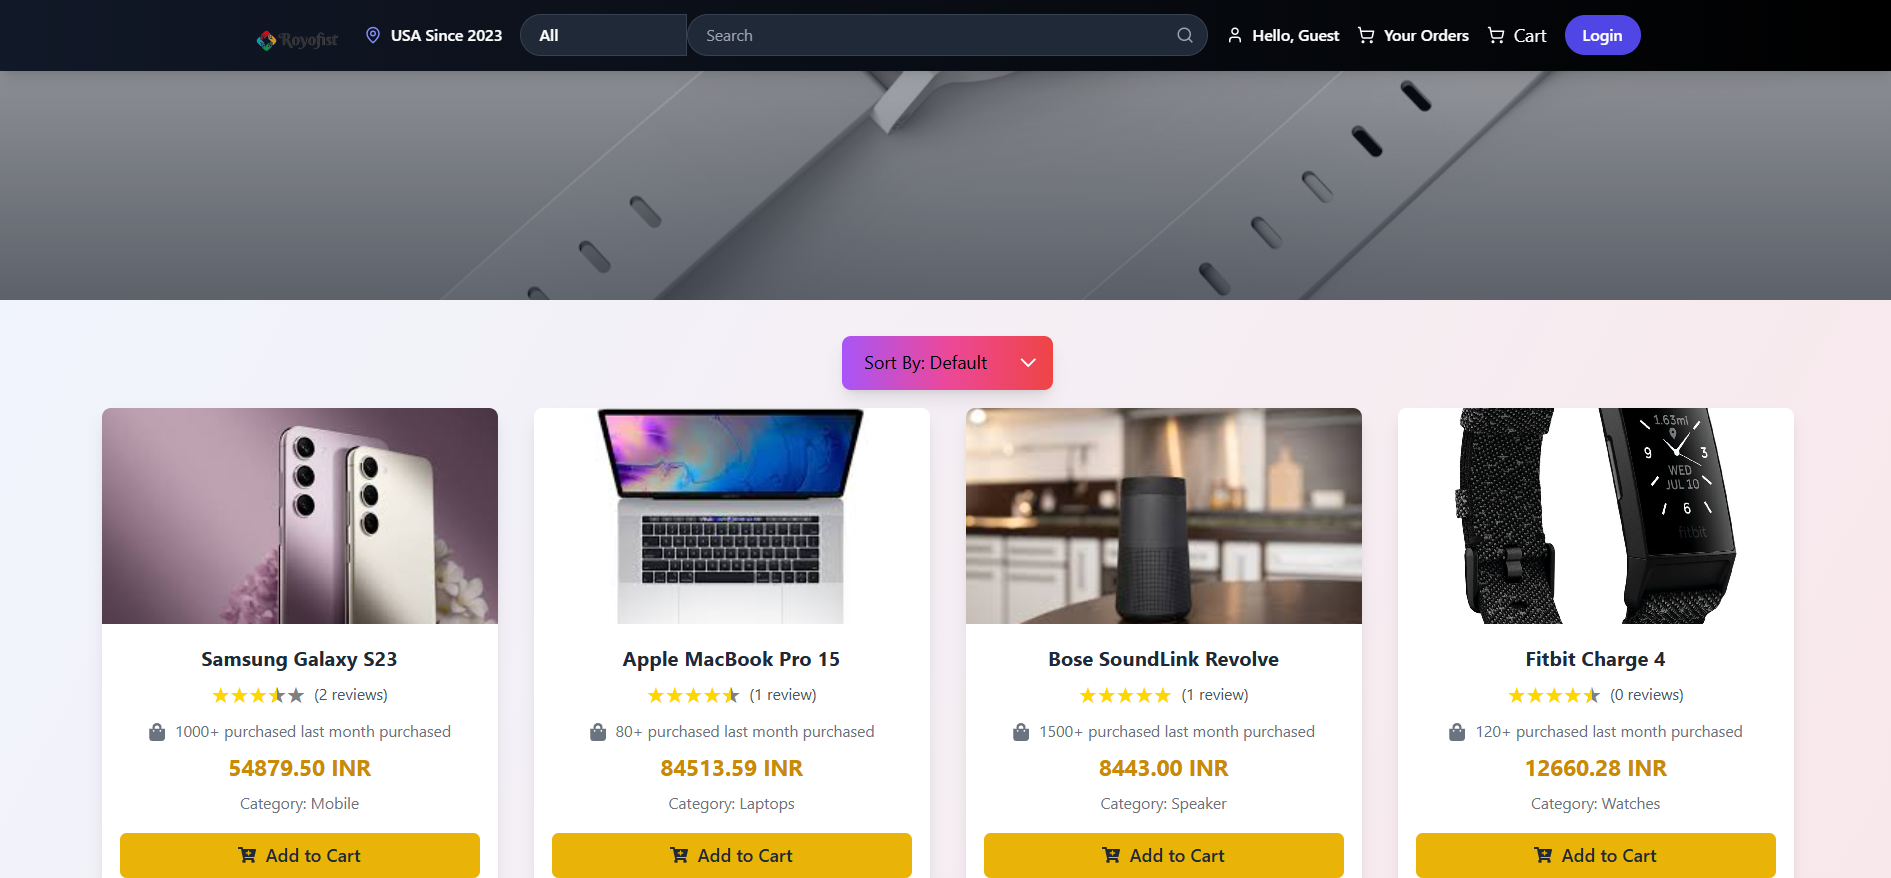 Royofist
USA Since 2023
All
Search
Hello, Guest
Your Orders
Cart
Login
Sort By: Default
1.63mi
9
3
WED
JUL 10
6
fitbit
Samsung Galaxy S23
(2 reviews)
1000+ purchased last month purchased
54879.50 INR
Category: Mobile
Add to Cart
Apple MacBook Pro 15
(1 review)
80+ purchased last month purchased
84513.59 INR
Category: Laptops
Add to Cart
Bose SoundLink Revolve
(1 review)
1500+ purchased last month purchased
8443.00 INR
Category: Speaker
Add to Cart
Fitbit Charge 4
(0 reviews)
120+ purchased last month purchased
12660.28 INR
Category: Watches
Add to Cart